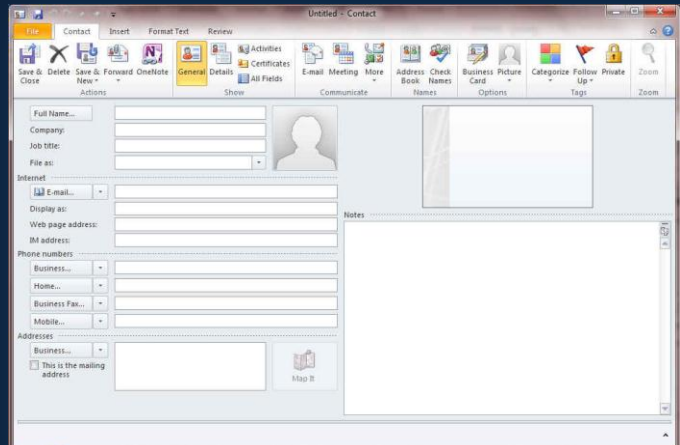 Untitled - Contact
File Contact Insert Format Text Review
Save & Close Delete Save & New Forward OneNote General Details Activities Certificates All Fields E-mail Meeting More Address Book Check Names Business Card Picture Categorize Follow Up Private Zoom
Actions Show Communicate Names Options Tags Zoom
Full Name...
Company:
Job title:
File as:
Internet
E-mail...
Display as:
Web page address:
IM address:
Phone numbers
Business...
Home...
Business Fax...
Mobile...
Addresses
Business...
This is the mailing
address
Map It
Notes